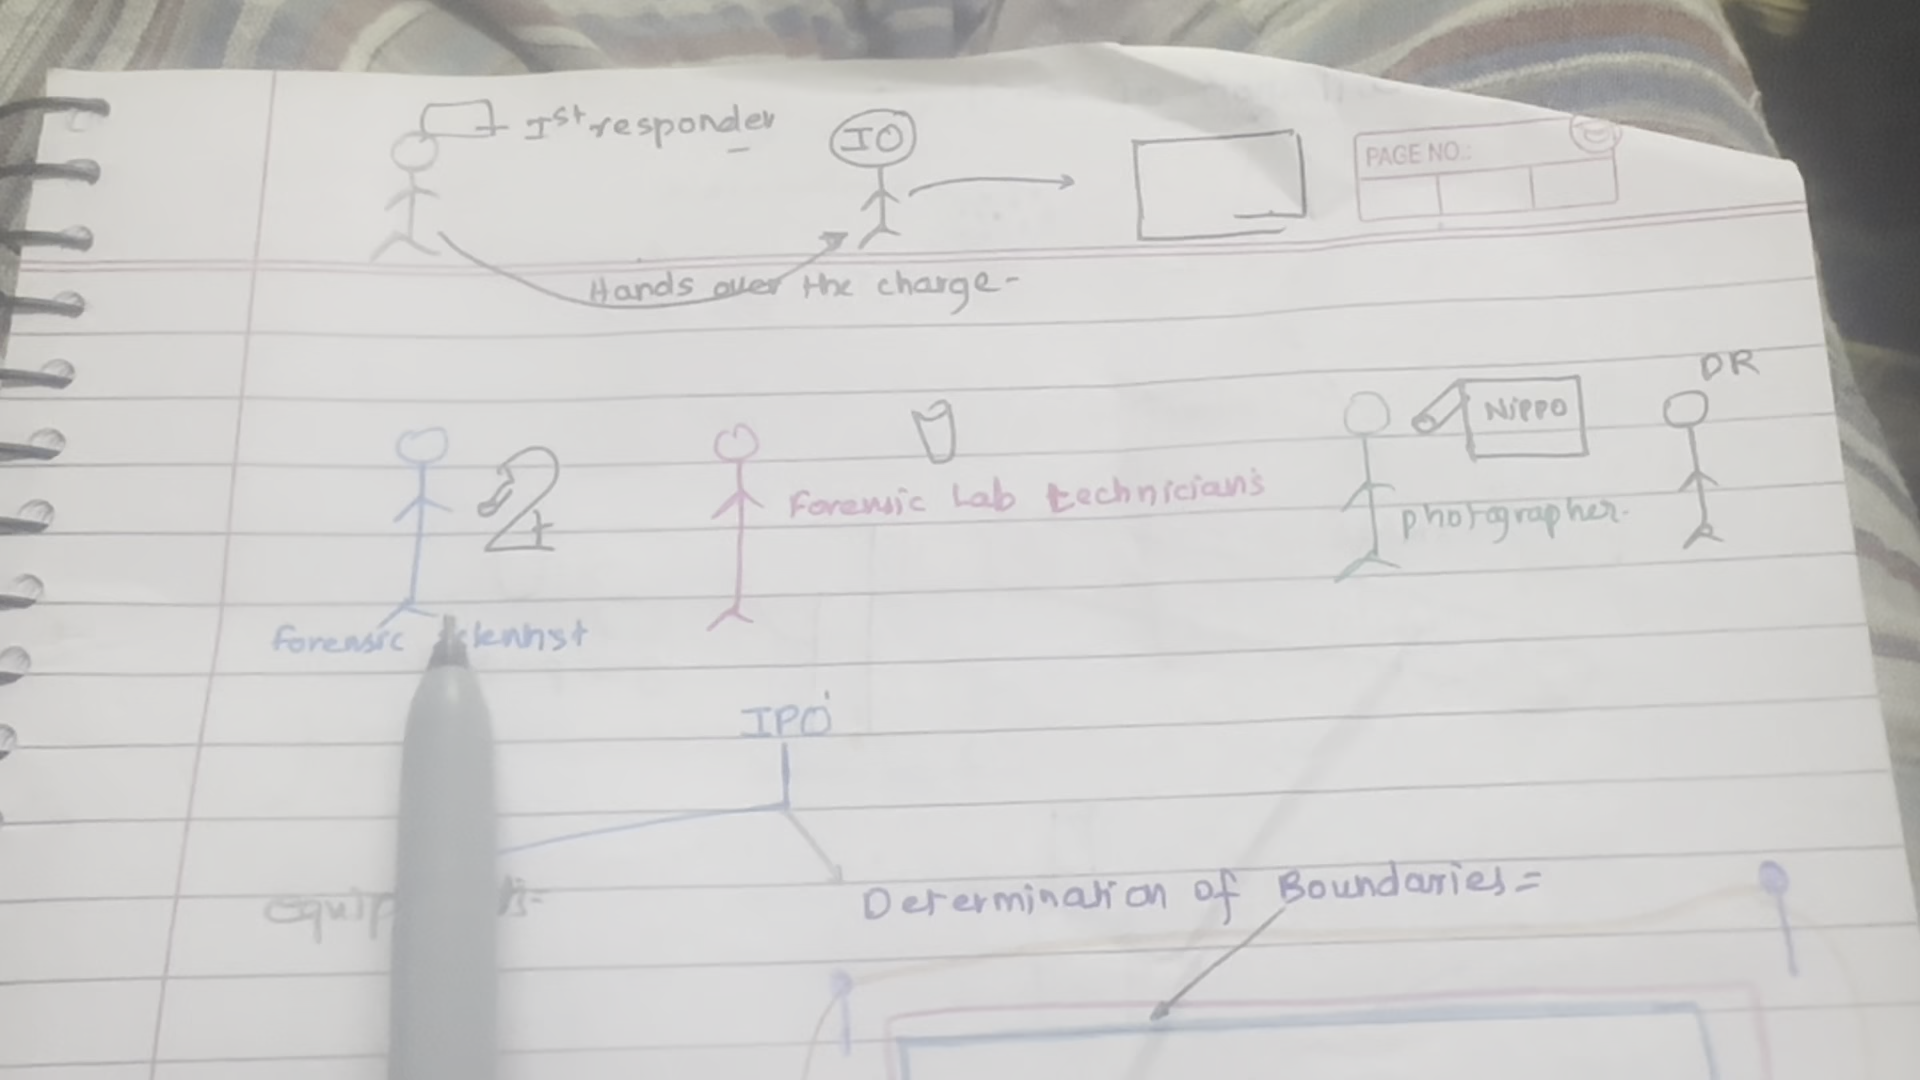 Ist responder
IO
PAGE NO.:
Hands over the charge-
DR
Nippo
Forensic Lab technicians
photographer.
Forensic
IPO
Determination of Boundaries=